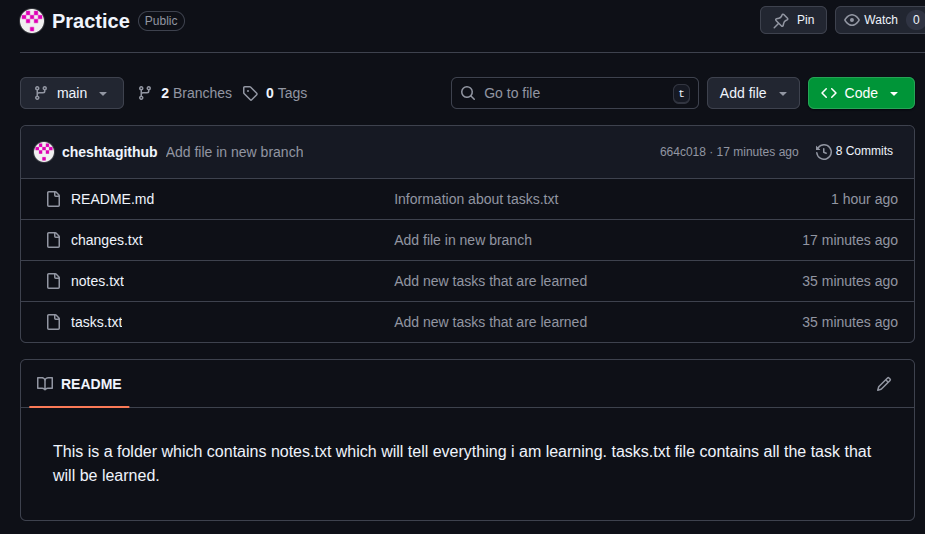 Practice Public Pin Watch 0
main 2 Branches 0 Tags Go to file t Add file Code
cheshtagithub Add file in new branch 664c018 · 17 minutes ago 8 Commits
README.md Information about tasks.txt 1 hour ago
changes.txt Add file in new branch 17 minutes ago
notes.txt Add new tasks that are learned 35 minutes ago
tasks.txt Add new tasks that are learned 35 minutes ago
README
This is a folder which contains notes.txt which will tell everything i am learning. tasks.txt file contains all the task that
will be learned.